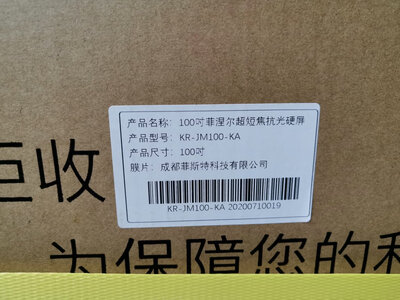 产品名称：100吋菲涅尔超短焦抗光硬屏
产品型号：KR-JM100-KA
产品尺寸：100吋
膜片：成都菲斯特科技有限公司
KR-JM100-KA 20200710019
拒收
为保障您的利